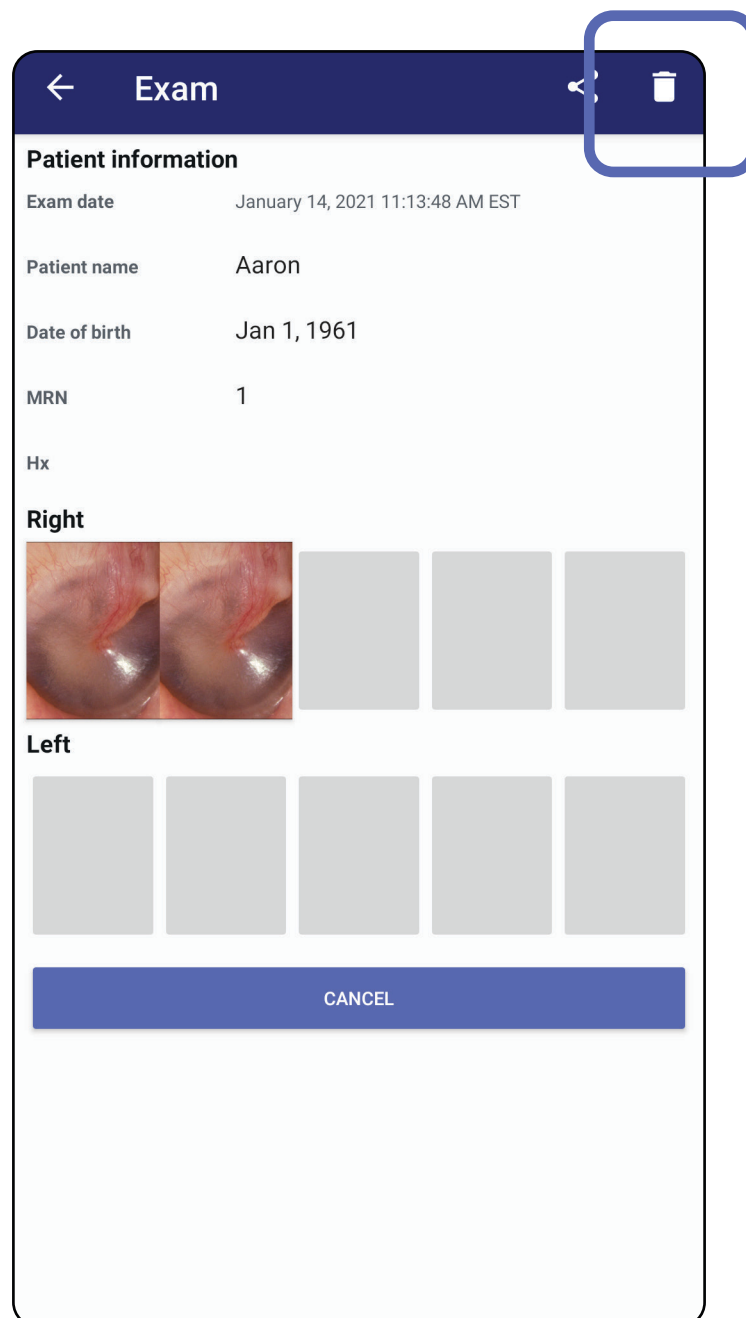 Exam
Patient information
Exam date January 14, 2021 11:13:48 AM EST
Patient name Aaron
Date of birth Jan 1, 1961
MRN 1
Hx
Right
Left
CANCEL